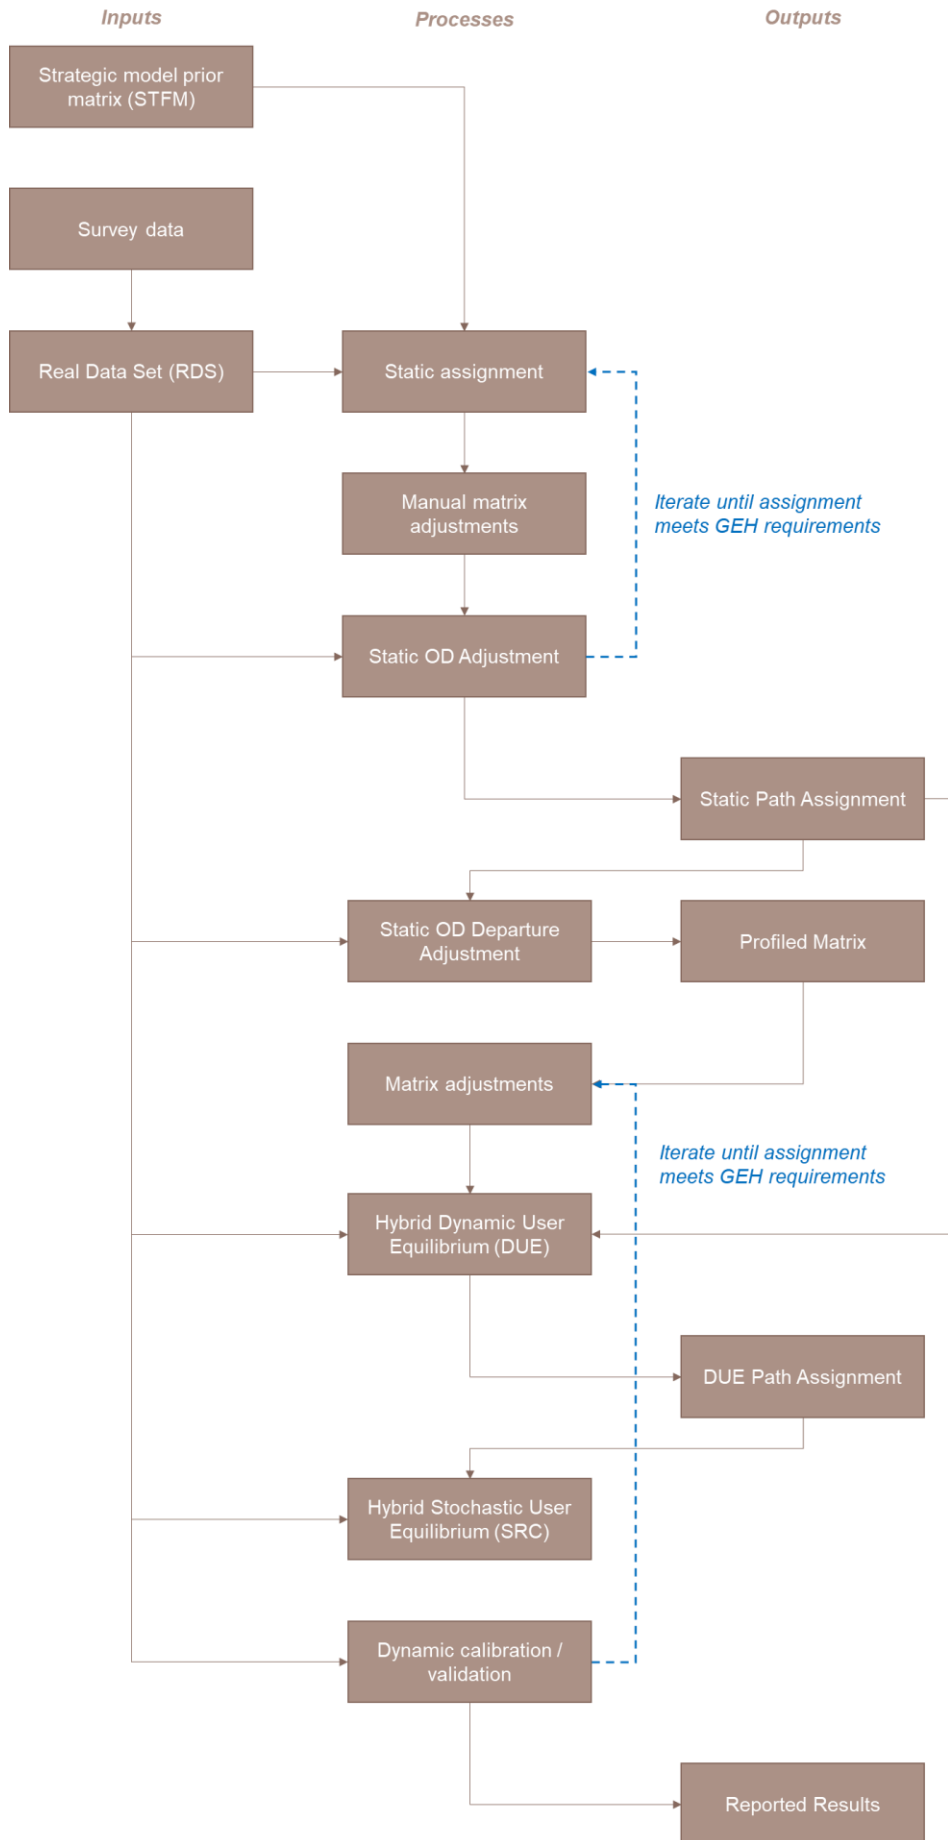 Inputs
Processes
Outputs
Strategic model prior
matrix (STFM)
Survey data
Real Data Set (RDS)
Static assignment
Manual matrix
adjustments
Iterate until assignment
meets GEH requirements
Static OD Adjustment
Static Path Assignment
Static OD Departure
Adjustment
Profiled Matrix
Matrix adjustments
Iterate until assignment
meets GEH requirements
Hybrid Dynamic User
Equilibrium (DUE)
DUE Path Assignment
Hybrid Stochastic User
Equilibrium (SRC)
Dynamic calibration /
validation
Reported Results